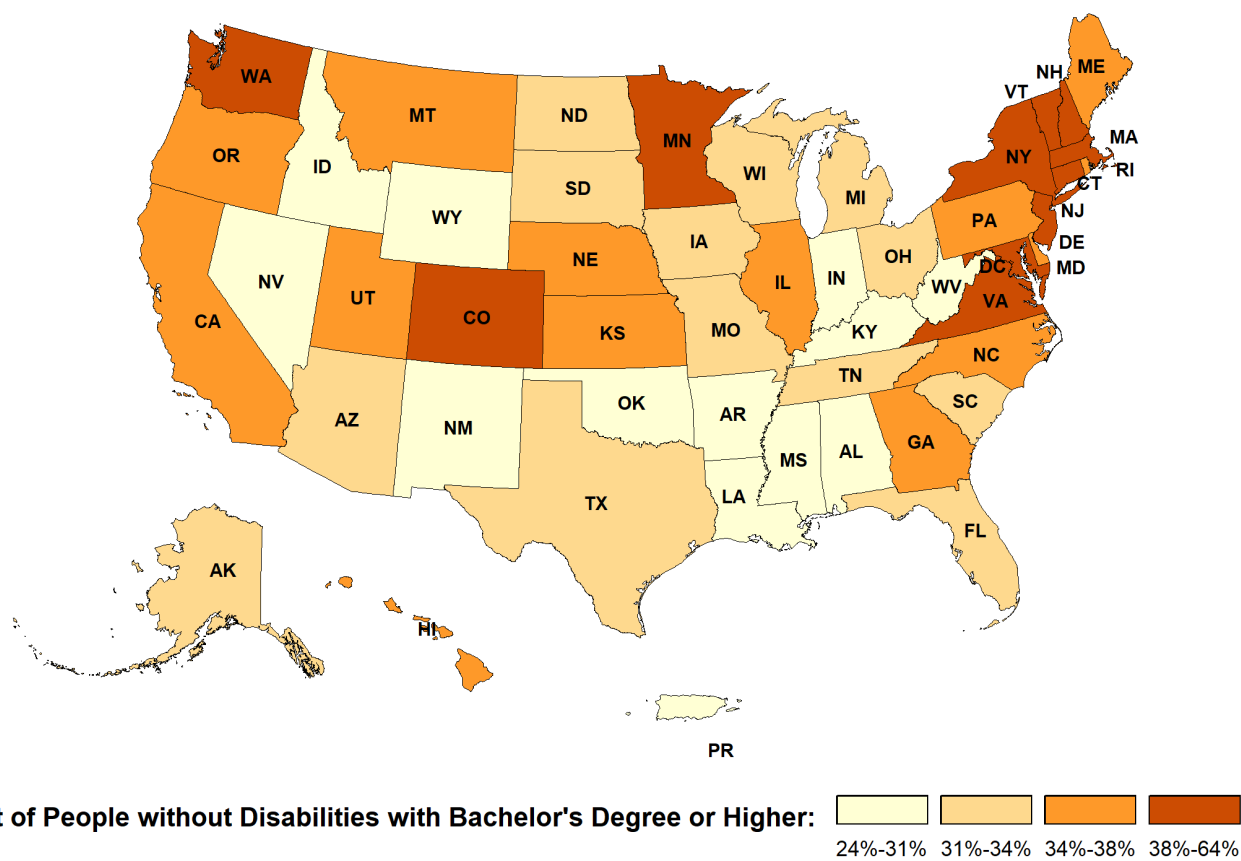 WA
MT
ND
MN
VT
NH
ME
OR
ID
SD
WI
MI
NY
MA
RI
CT
WY
IA
PA
NJ
NV
UT
CO
NE
IL
IN
OH
DE
DC
MD
WV
VA
CA
KS
MO
KY
NC
TN
AZ
NM
OK
AR
SC
MS
AL
GA
TX
LA
FL
AK
HI
PR
t of People without Disabilities with Bachelor's Degree or Higher:
24%-31% 31%-34% 34%-38% 38%-64%